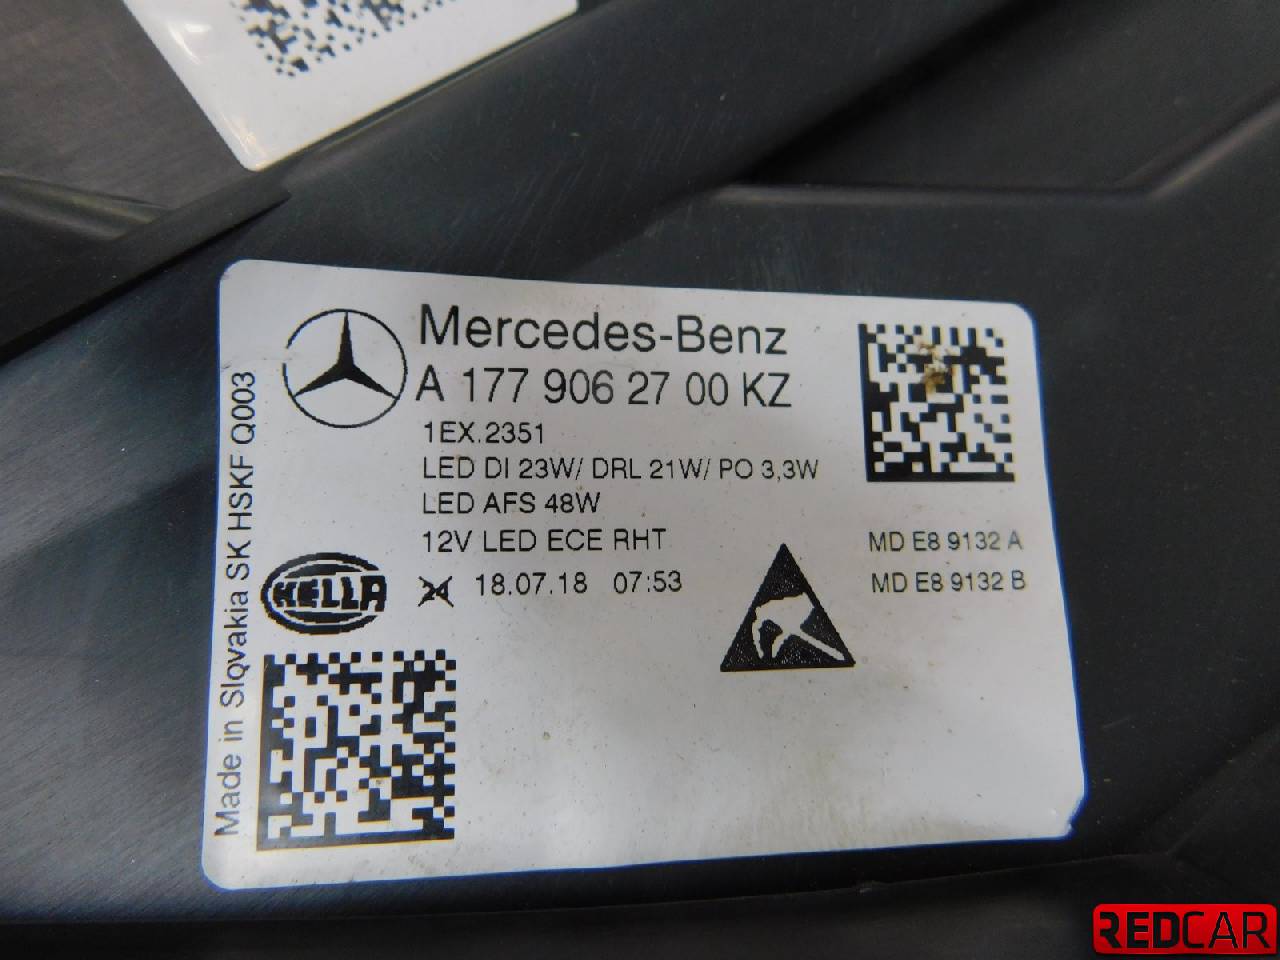 Mercedes-Benz
A 177 906 27 00 KZ
1EX.2351
LED DI 23W/ DRL 21W/ PO 3,3W
LED AFS 48W
12V LED ECE RHT
MD E8 9132 A
HELLA
24 18.07.18 07:53
MD E8 9132 B
Made in Slovakia SK HSKF Q003
REDCAR